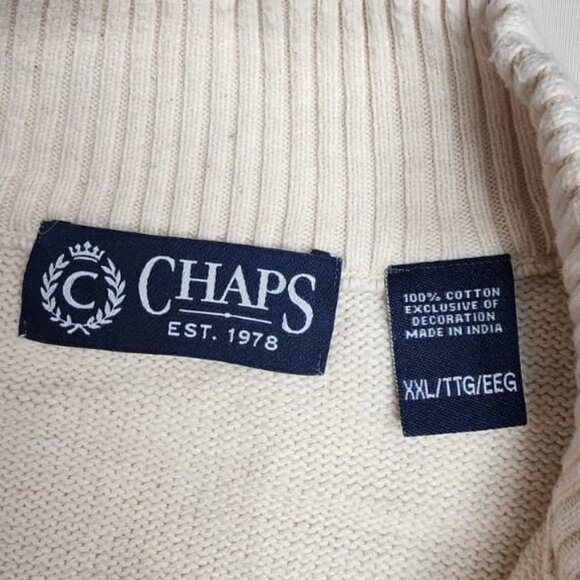 C
CHAPS
EST. 1978
100% COTTON
EXCLUSIVE OF
DECORATION
MADE IN INDIA
XXL/TTG/EEG